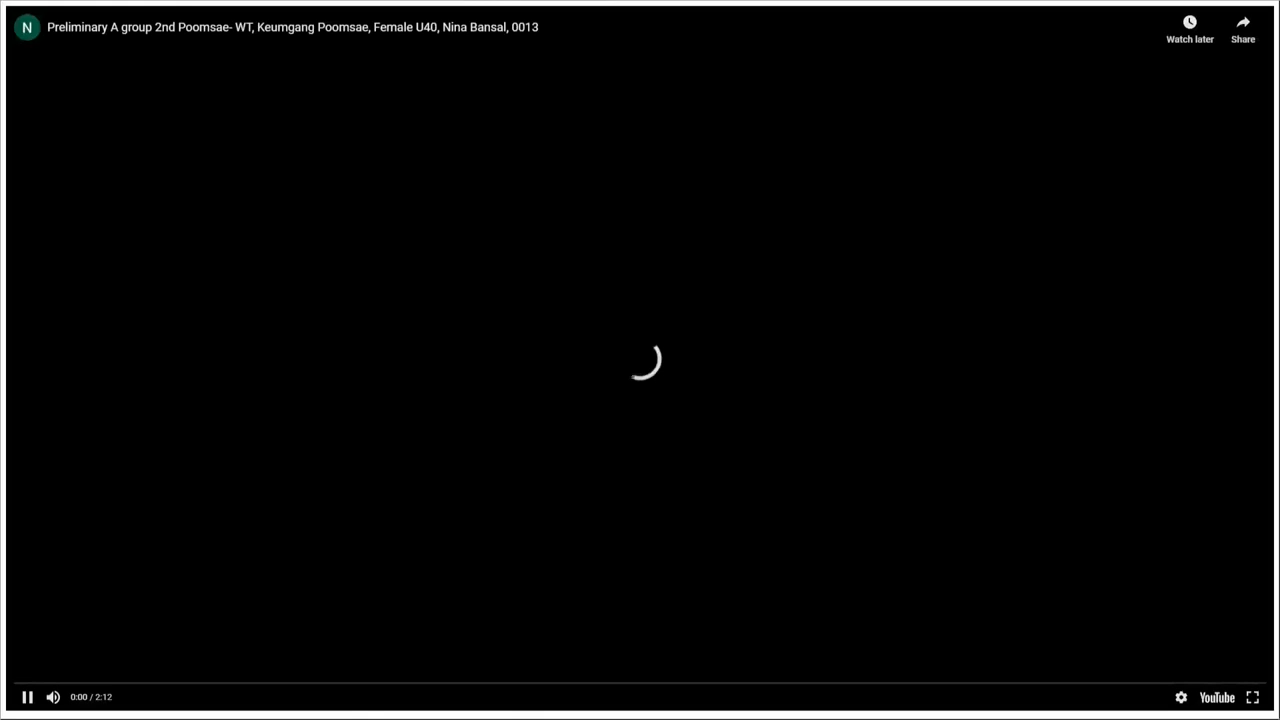 N
Preliminary A group 2nd Poomsae- WT, Keumgang Poomsae, Female U40, Nina Bansal, 0013
Watch later
Share
0:00 / 2:12
YouTube